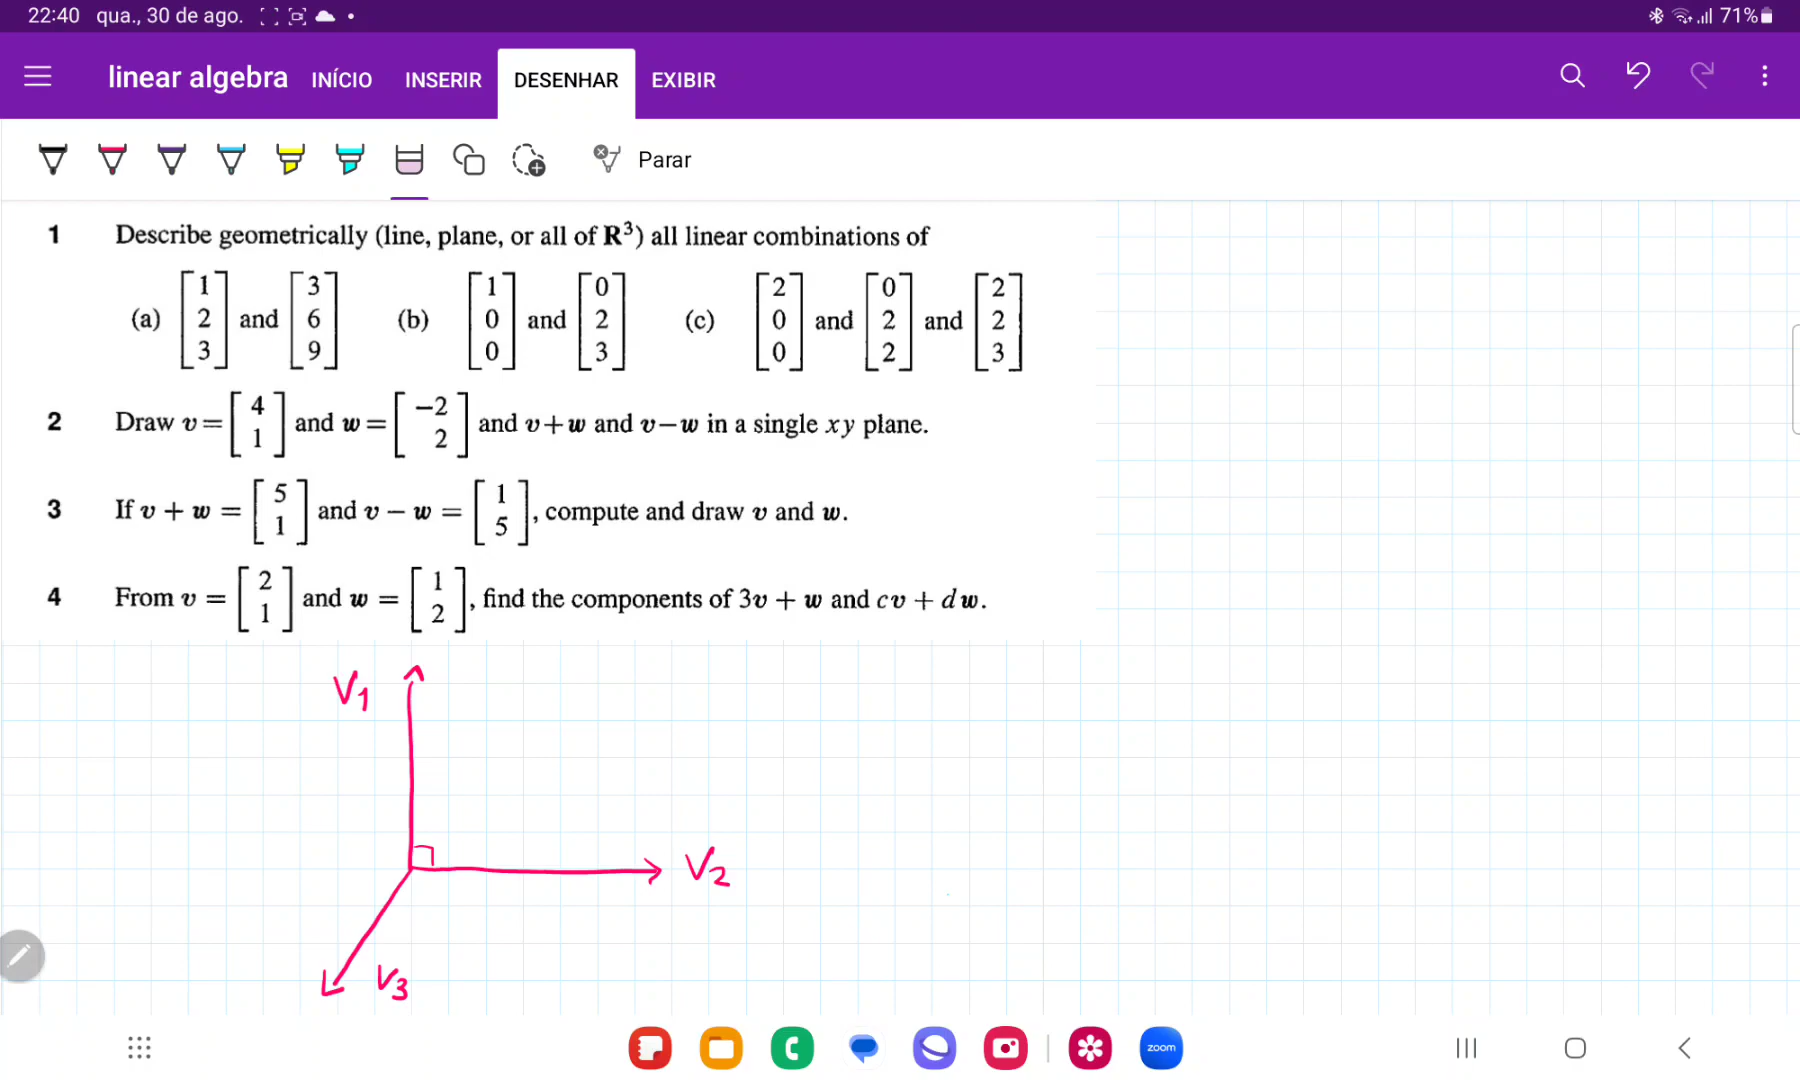 22:40 qua., 30 de ago. 71%
linear algebra INÍCIO INSERIR DESENHAR EXIBIR
Parar
1 Describe geometrically (line, plane, or all of R³) all linear combinations of
(a) [1 2 3] and [3 6 9] (b) [1 0 0] and [0 2 3] (c) [2 0 0] and [0 2 2] and [2 2 3]
2 Draw v = [4 1] and w = [−2 2] and v+w and v−w in a single xy plane.
3 If v + w = [5 1] and v − w = [1 5], compute and draw v and w.
4 From v = [2 1] and w = [1 2], find the components of 3v + w and cv + dw.
V1
V2
V3
zoom